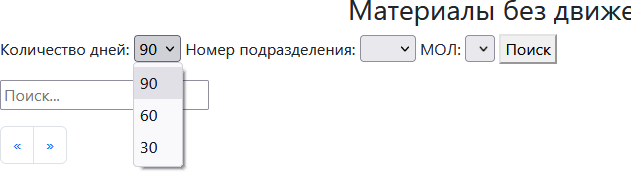 Материалы без движе
Количество дней: 90 Номер подразделения: МОЛ: Поиск
90
Поиск...
60
« »
30